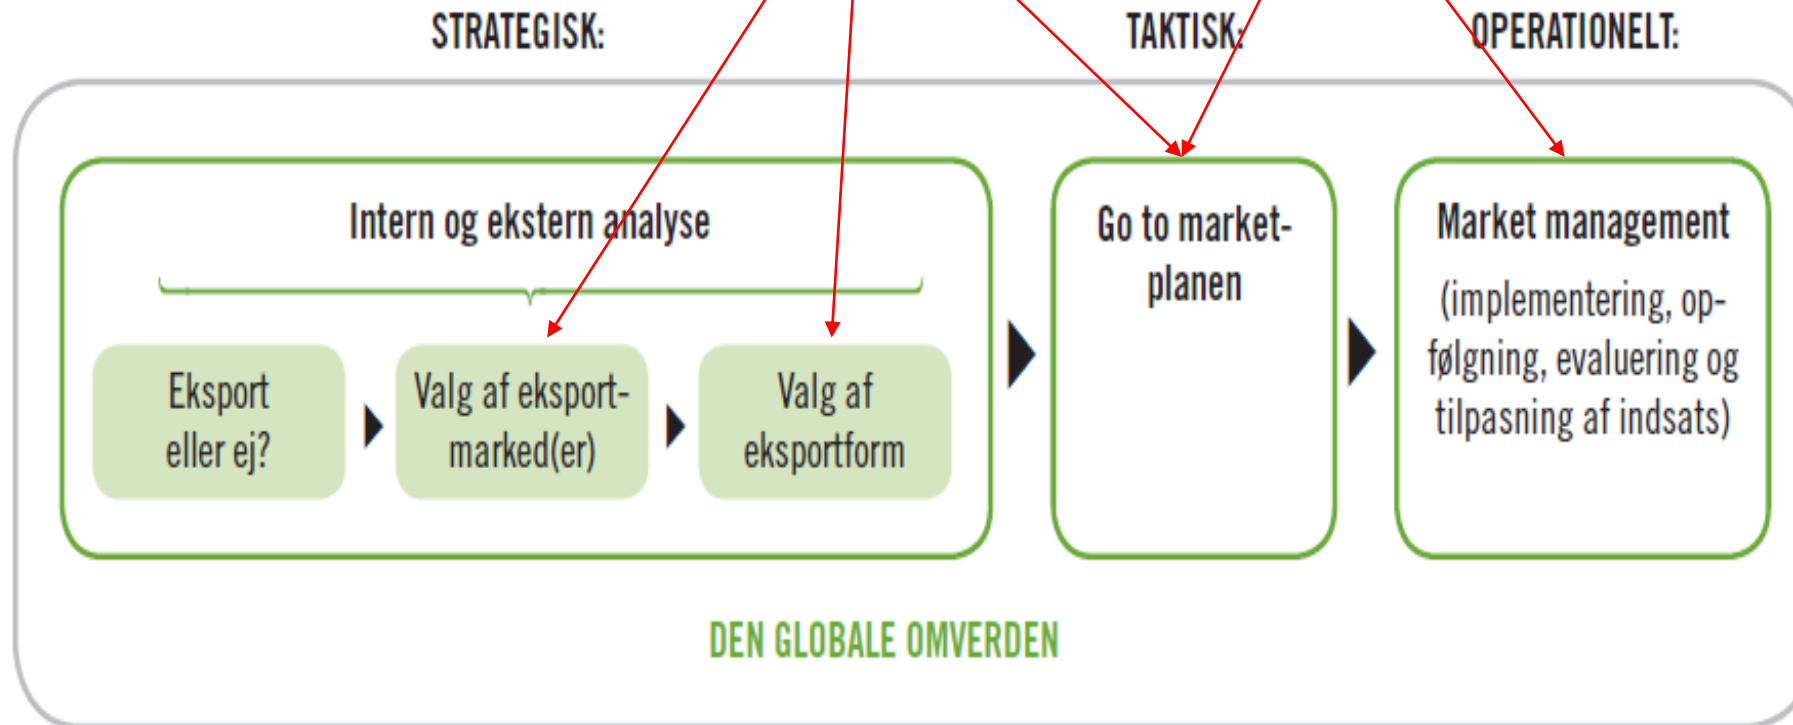 STRATEGISK:
TAKTISK:
OPERATIONELT:
Intern og ekstern analyse
Eksport
eller ej?
Valg af eksport-
marked(er)
Valg af
eksportform
Go to market-
planen
Market management
(implementering, op-
følgning, evaluering og
tilpasning af indsats)
DEN GLOBALE OMVERDEN